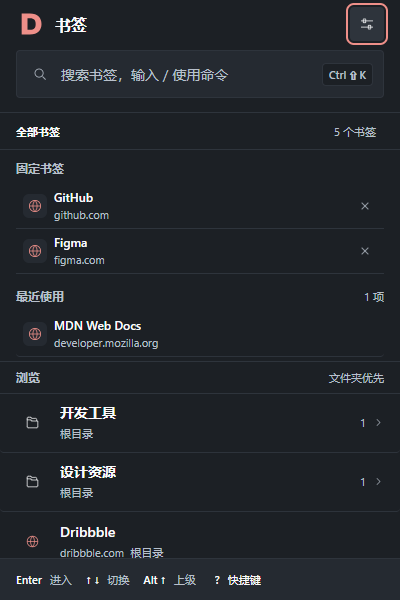 D 书签
搜索书签，输入 / 使用命令 Ctrl ⇧ K
全部书签 5 个书签
固定书签
GitHub
github.com
Figma
figma.com
最近使用 1 项
MDN Web Docs
developer.mozilla.org
浏览 文件夹优先
开发工具 1
根目录
设计资源 1
根目录
Dribbble
dribbble.com 根目录
Enter 进入 ↑↓ 切换 Alt ↑ 上级 ? 快捷键